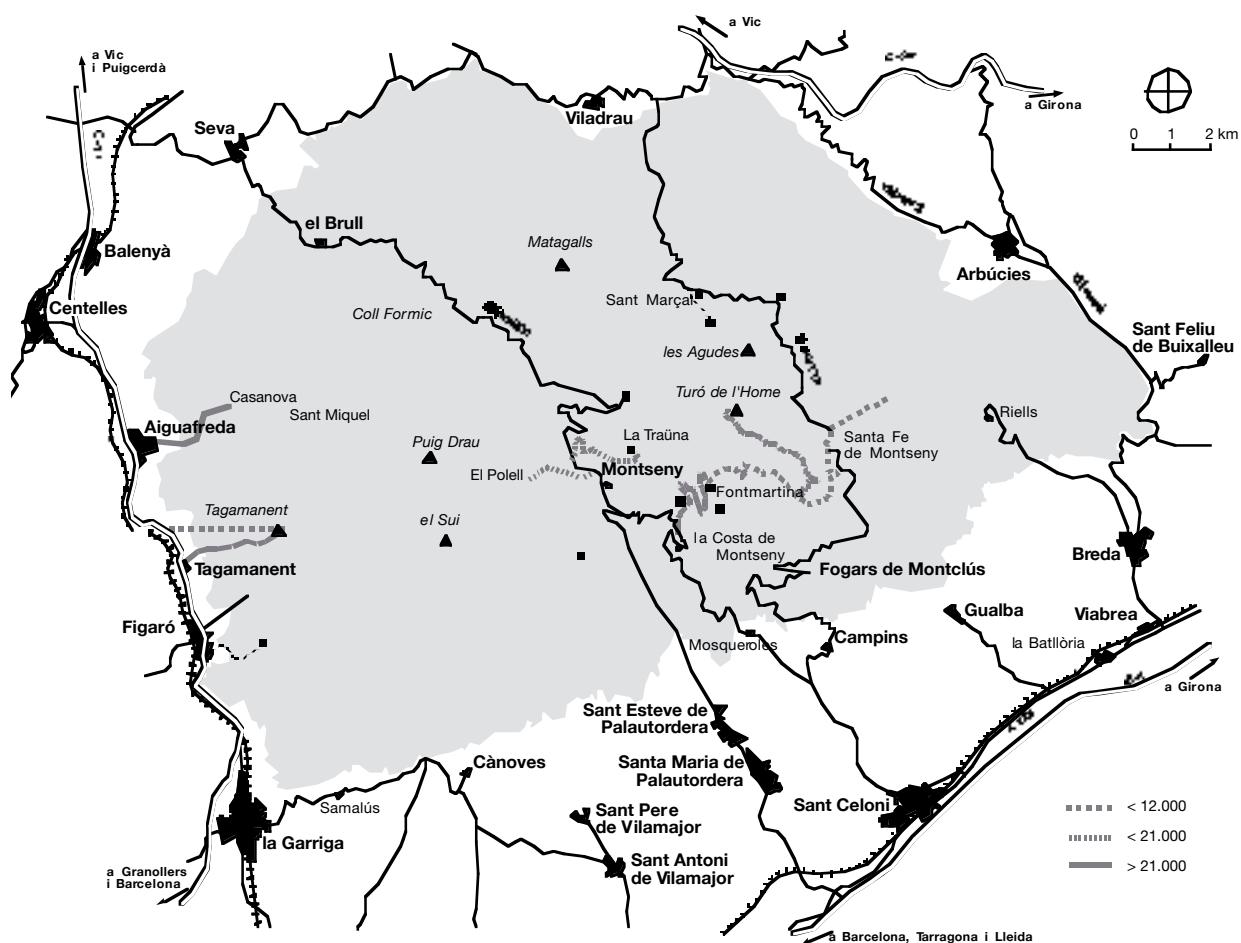 a Vic
a Vic
i Puigcerdà
a Girona
0 1 2 km
Viladrau
Seva
el Brull
Balenyà
Matagalls
Arbúcies
Centelles
Coll Formic
Sant Marçal
Sant Feliu
de Buixalleu
les Agudes
Turó de l'Home
Casanova
Sant Miquel
Riells
Aiguafreda
Puig Drau
La Traüna
Santa Fe
de Montseny
El Polell
Montseny
Fontmartina
Tagamanent
el Sui
la Costa de
Montseny
Breda
Tagamanent
Fogars de Montclús
Gualba
Viabrea
Figaró
Mosqueroles
Campins
la Batllòria
a Girona
Sant Esteve de
Palautordera
Cànoves
Santa Maria de
Palautordera
Samalús
Sant Celoni
< 12.000
Sant Pere
de Vilamajor
< 21.000
la Garriga
Sant Antoni
de Vilamajor
> 21.000
a Granollers
i Barcelona
a Barcelona, Tarragona i Lleida